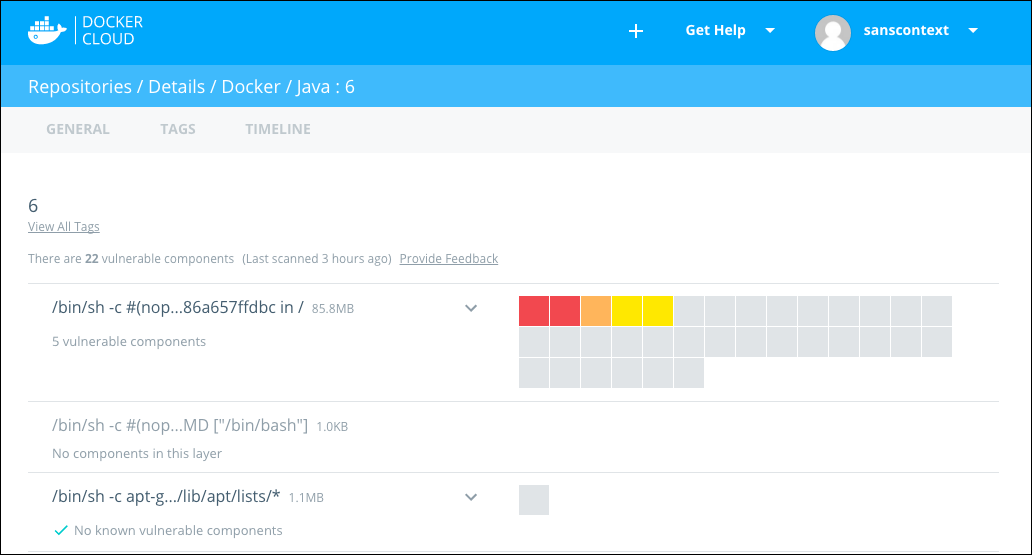 DOCKER
CLOUD
Get Help
sanscontext
Repositories / Details / Docker / Java : 6
GENERAL TAGS TIMELINE
6
View All Tags
There are 22 vulnerable components (Last scanned 3 hours ago) Provide Feedback
/bin/sh -c #(nop...86a657ffdbc in / 85.8MB
5 vulnerable components
/bin/sh -c #(nop...MD ["/bin/bash"] 1.0KB
No components in this layer
/bin/sh -c apt-g.../lib/apt/lists/* 1.1MB
No known vulnerable components